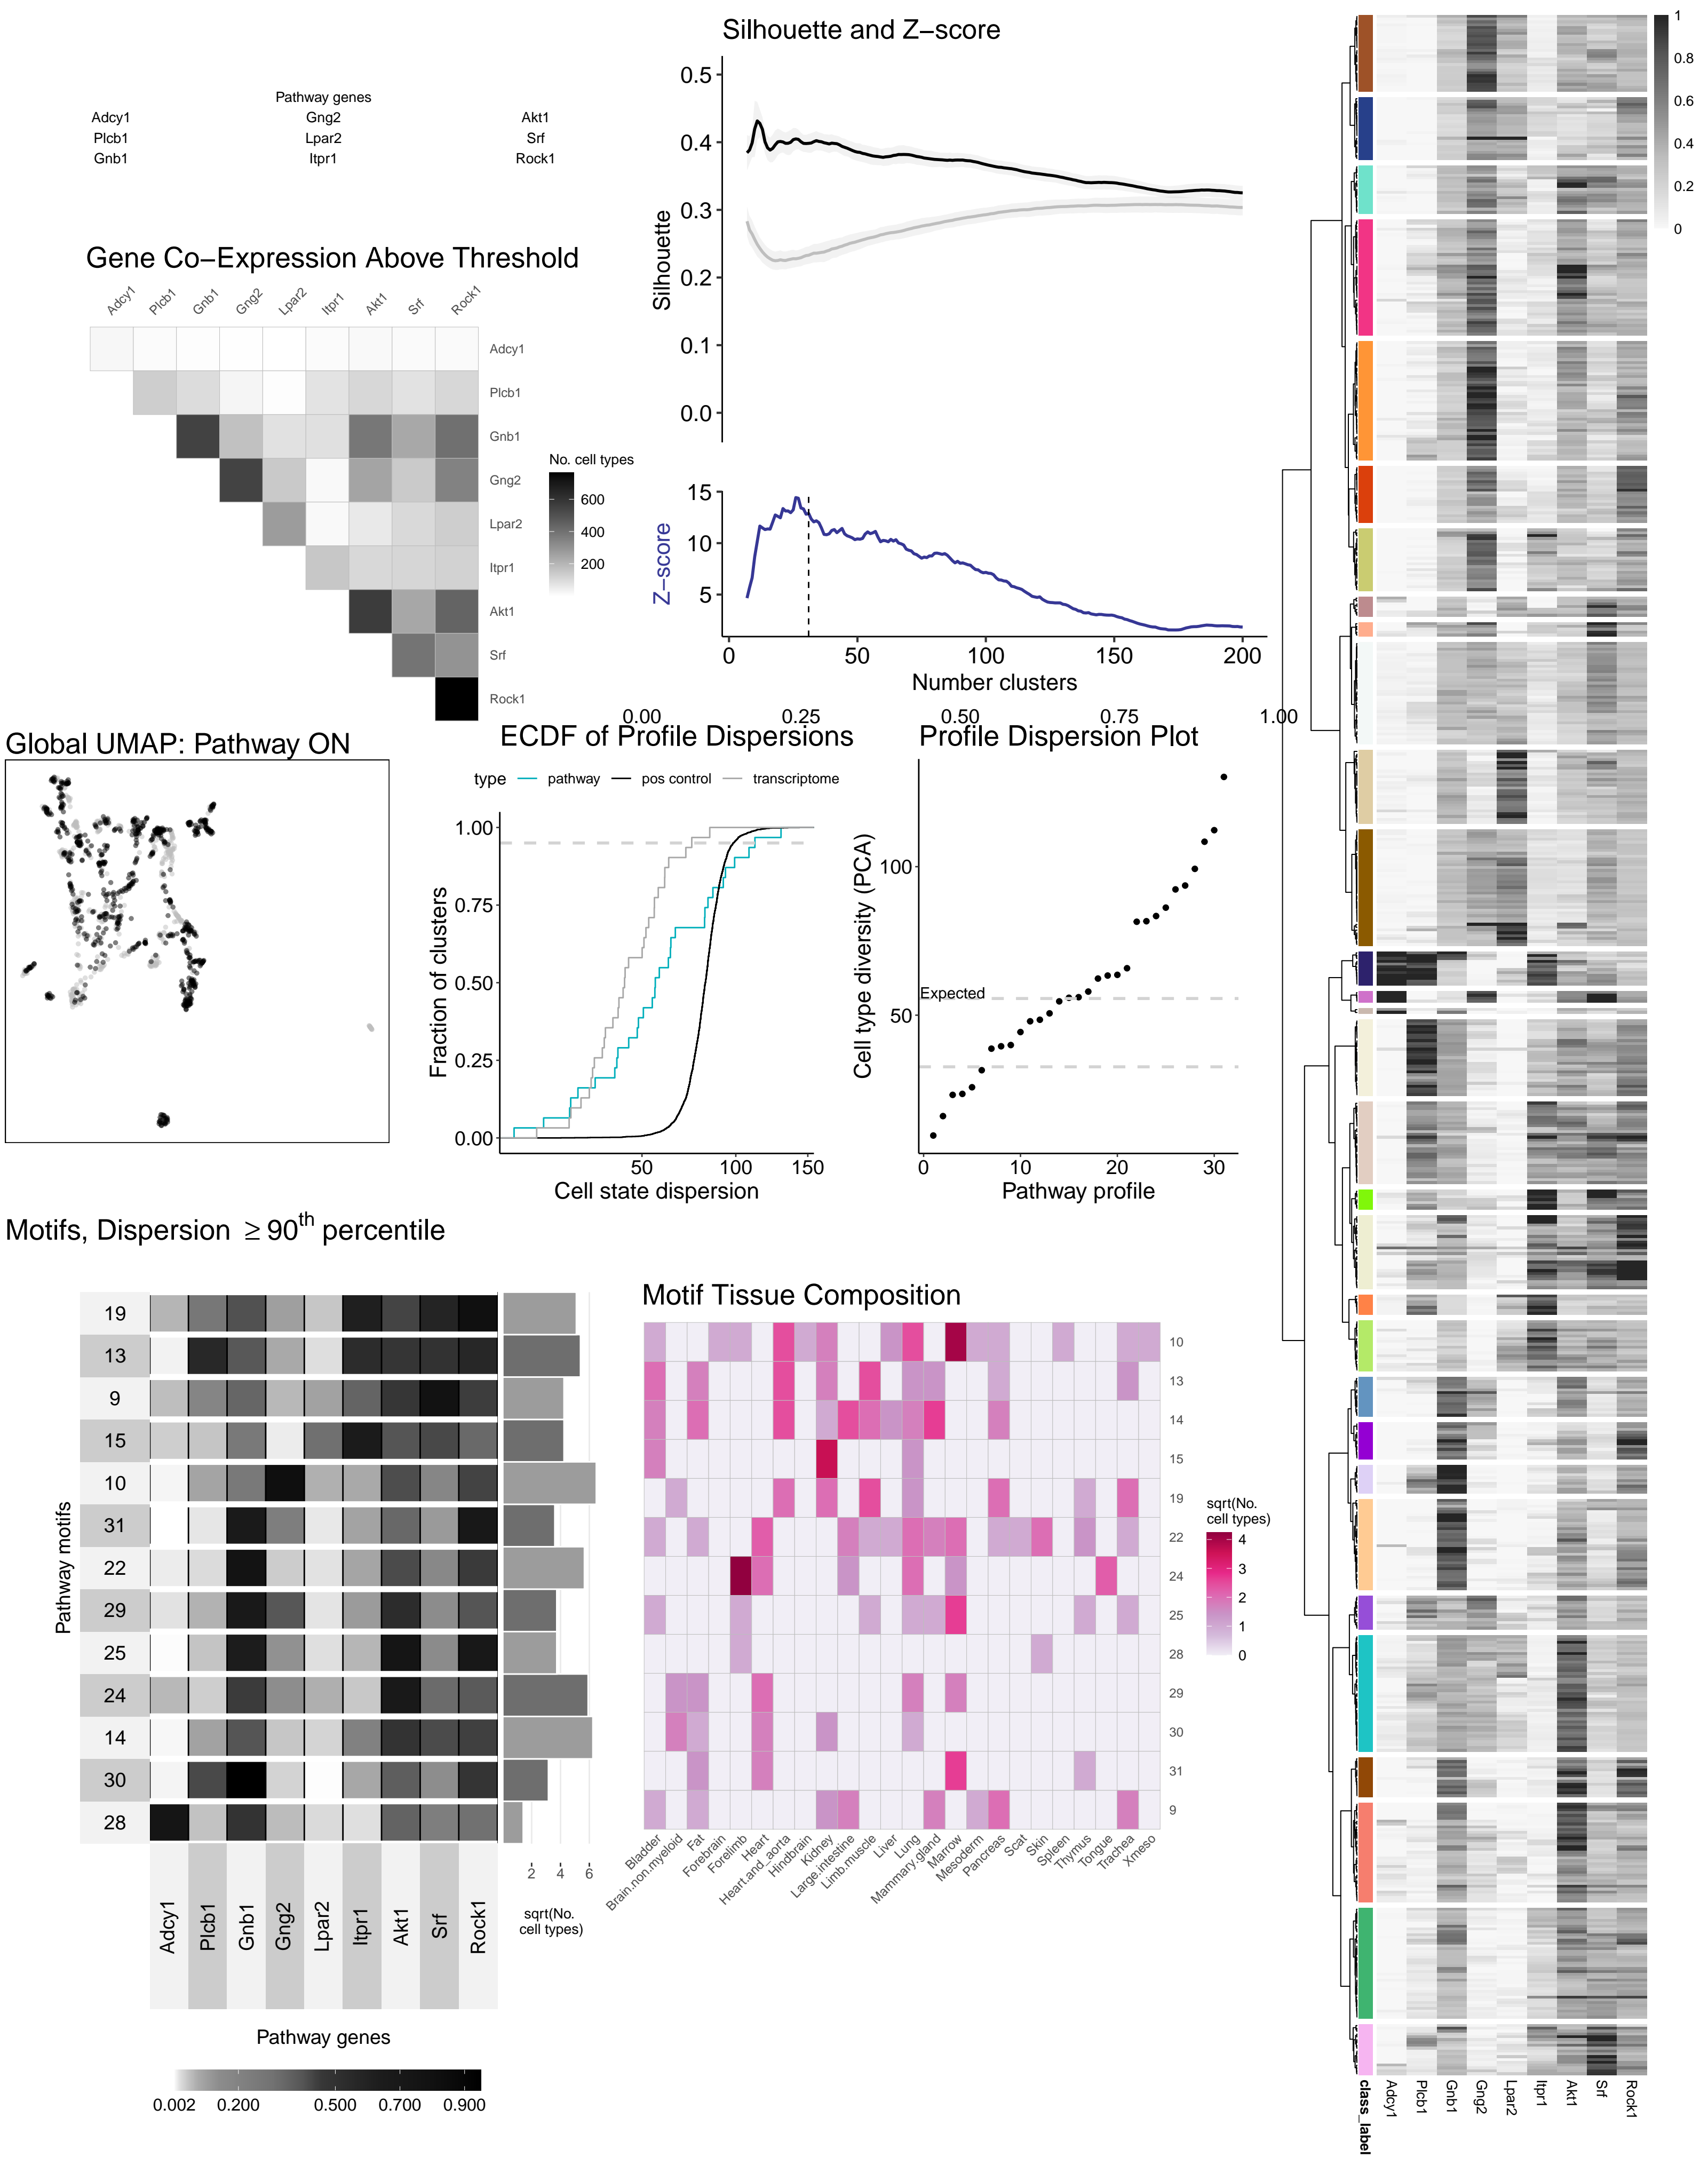 Pathway genes
Adcy1 Gng2 Akt1
Plcb1 Lpar2 Srf
Gnb1 Itpr1 Rock1
Gene Co−Expression Above Threshold
Adcy1 Plcb1 Gnb1 Gng2 Lpar2 Itpr1 Akt1 Srf Rock1
Adcy1
Plcb1
Gnb1
Gng2
Lpar2
Itpr1
Akt1
Srf
Rock1
No. cell types
600
400
200
Silhouette and Z−score
Silhouette
0.5
0.4
0.3
0.2
0.1
0.0
Z−score
15
10
5
0 50 100 150 200
Number clusters
0.00 0.25 0.50 0.75 1.00
Global UMAP: Pathway ON
ECDF of Profile Dispersions
type pathway pos control transcriptome
Fraction of clusters
1.00
0.75
0.50
0.25
0.00
50 100 150
Cell state dispersion
Profile Dispersion Plot
Cell type diversity (PCA)
100
50
Expected
0 10 20 30
Pathway profile
Motifs, Dispersion ≥ 90th percentile
Pathway motifs
19
13
9
15
10
31
22
29
25
24
14
30
28
Adcy1 Plcb1 Gnb1 Gng2 Lpar2 Itpr1 Akt1 Srf Rock1
2 4 6
sqrt(No.
cell types)
Pathway genes
0.002 0.200 0.500 0.700 0.900
Motif Tissue Composition
10
13
14
15
19
22
24
25
28
29
30
31
9
Bladder Brain.non.myeloid Fat Forebrain Forelimb Heart Heart.and_aorta Hindbrain Kidney Large.intestine Limb.muscle Liver Lung Mammary.gland Marrow Mesoderm Pancreas Scat Skin Spleen Thymus Tongue Trachea Xmeso
sqrt(No.
cell types)
4
3
2
1
0
1
0.8
0.6
0.4
0.2
0
class_label Adcy1 Plcb1 Gnb1 Gng2 Lpar2 Itpr1 Akt1 Srf Rock1